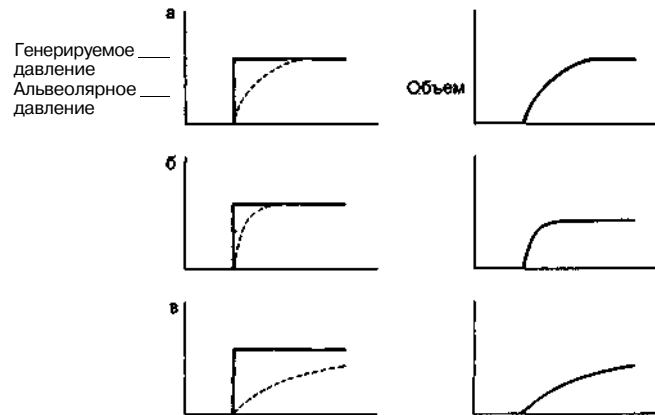 а
Генерируемое
давление
Альвеолярное
давление
Объем
б
в